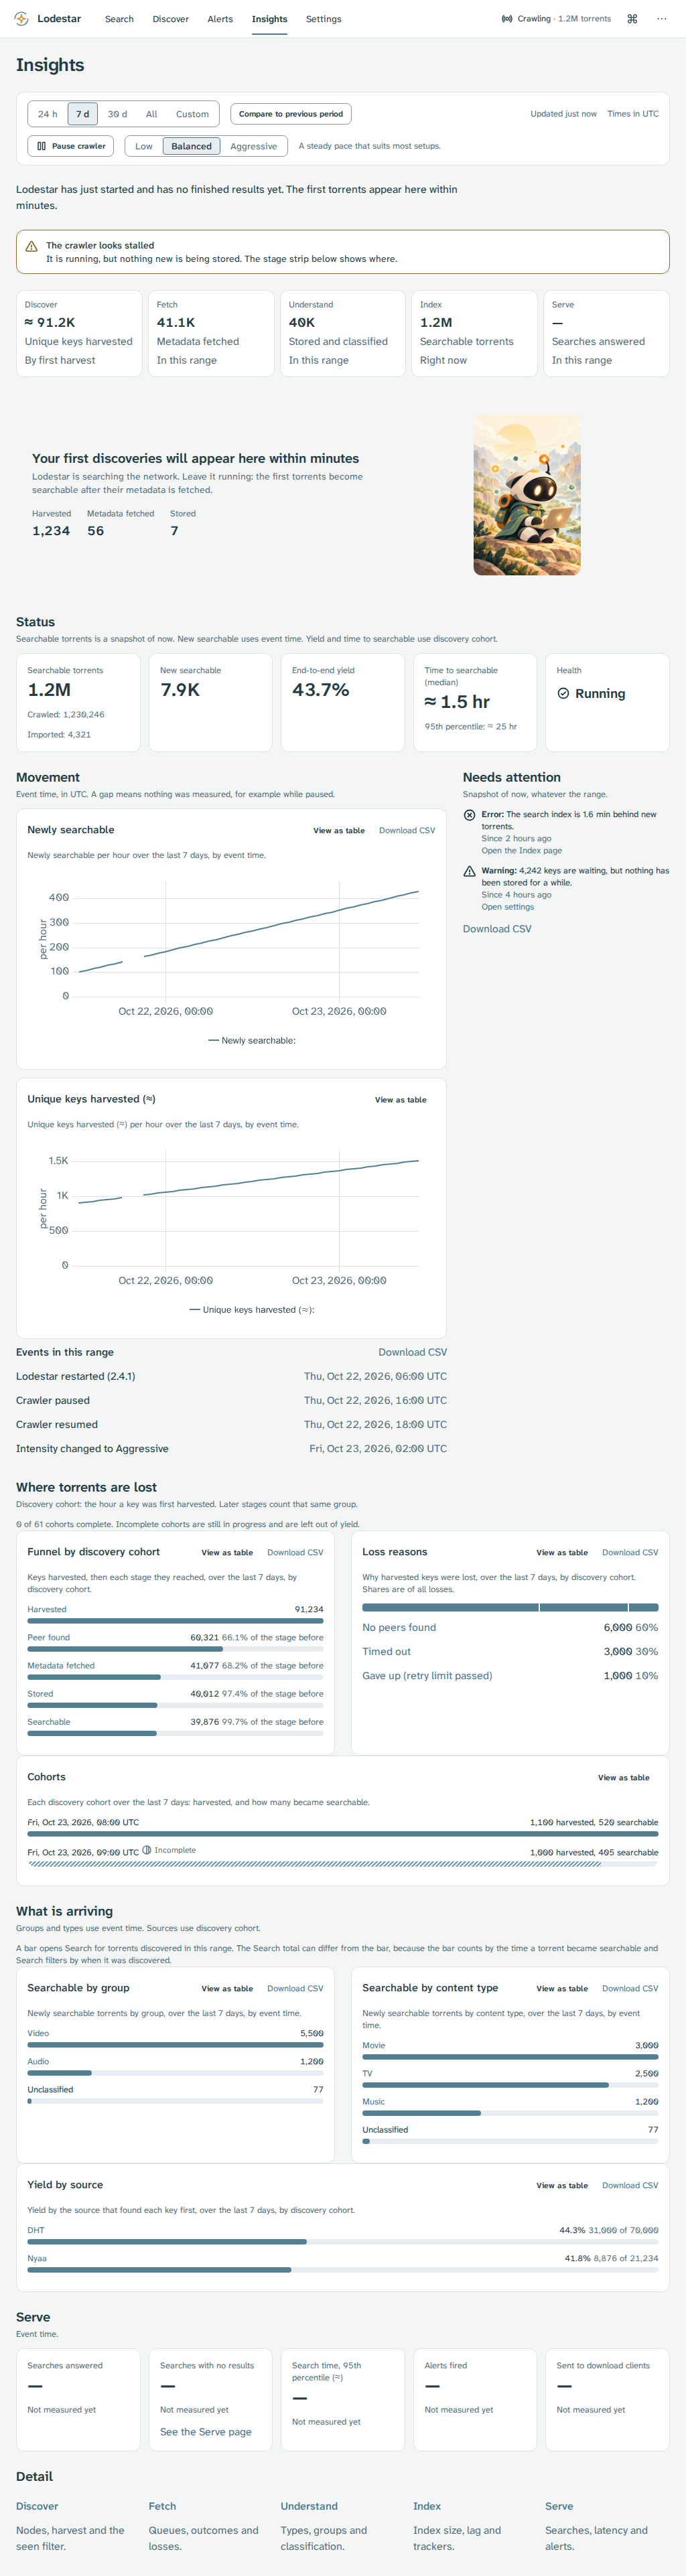 Lodestar Search Discover Alerts Insights Settings Crawling · 1.2M torrents ⌘ ···
Insights
24 h 7 d 30 d All Custom Compare to previous period Updated just now Times in UTC
Pause crawler Low Balanced Aggressive A steady pace that suits most setups.
Lodestar has just started and has no finished results yet. The first torrents appear here within
minutes.
The crawler looks stalled
It is running, but nothing new is being stored. The stage strip below shows where.
Discover
≈ 91.2K
Unique keys harvested
By first harvest
Fetch
41.1K
Metadata fetched
In this range
Understand
40K
Stored and classified
In this range
Index
1.2M
Searchable torrents
Right now
Serve
—
Searches answered
In this range
Your first discoveries will appear here within minutes
Lodestar is searching the network. Leave it running: the first torrents become
searchable after their metadata is fetched.
Harvested Metadata fetched Stored
1,234 56 7
Status
Searchable torrents is a snapshot of now. New searchable uses event time. Yield and time to searchable use discovery cohort.
Searchable torrents
1.2M
Crawled: 1,230,246
Imported: 4,321
New searchable
7.9K
End-to-end yield
43.7%
Time to searchable
(median)
≈ 1.5 hr
95th percentile: ≈ 25 hr
Health
Running
Movement
Event time, in UTC. A gap means nothing was measured, for example while paused.
Newly searchable View as table Download CSV
Newly searchable per hour over the last 7 days, by event time.
per hour
400
300
200
100
0
Oct 22, 2026, 00:00 Oct 23, 2026, 00:00
Newly searchable:
Unique keys harvested (≈) View as table
Unique keys harvested (≈) per hour over the last 7 days, by event time.
per hour
1.5K
1K
500
0
Oct 22, 2026, 00:00 Oct 23, 2026, 00:00
Unique keys harvested (≈):
Events in this range Download CSV
Lodestar restarted (2.4.1) Thu, Oct 22, 2026, 06:00 UTC
Crawler paused Thu, Oct 22, 2026, 16:00 UTC
Crawler resumed Thu, Oct 22, 2026, 18:00 UTC
Intensity changed to Aggressive Fri, Oct 23, 2026, 02:00 UTC
Needs attention
Snapshot of now, whatever the range.
Error: The search index is 1.6 min behind new
torrents.
Since 2 hours ago
Open the Index page
Warning: 4,242 keys are waiting, but nothing has
been stored for a while.
Since 4 hours ago
Open settings
Download CSV
Where torrents are lost
Discovery cohort: the hour a key was first harvested. Later stages count that same group.
0 of 61 cohorts complete. Incomplete cohorts are still in progress and are left out of yield.
Funnel by discovery cohort View as table Download CSV
Keys harvested, then each stage they reached, over the last 7 days, by
discovery cohort.
Harvested 91,234
Peer found 60,321 66.1% of the stage before
Metadata fetched 41,077 68.2% of the stage before
Stored 40,012 97.4% of the stage before
Searchable 39,876 99.7% of the stage before
Loss reasons View as table Download CSV
Why harvested keys were lost, over the last 7 days, by discovery cohort.
Shares are of all losses.
No peers found 6,000 60%
Timed out 3,000 30%
Gave up (retry limit passed) 1,000 10%
Cohorts View as table
Each discovery cohort over the last 7 days: harvested, and how many became searchable.
Fri, Oct 23, 2026, 08:00 UTC 1,100 harvested, 520 searchable
Fri, Oct 23, 2026, 09:00 UTC Incomplete 1,000 harvested, 405 searchable
What is arriving
Groups and types use event time. Sources use discovery cohort.
A bar opens Search for torrents discovered in this range. The Search total can differ from the bar, because the bar counts by the time a torrent became searchable and
Search filters by when it was discovered.
Searchable by group View as table Download CSV
Newly searchable torrents by group, over the last 7 days, by event time.
Video 5,500
Audio 1,200
Unclassified 77
Searchable by content type View as table Download CSV
Newly searchable torrents by content type, over the last 7 days, by event
time.
Movie 3,000
TV 2,500
Music 1,200
Unclassified 77
Yield by source View as table Download CSV
Yield by the source that found each key first, over the last 7 days, by discovery cohort.
DHT 44.3% 31,000 of 70,000
Nyaa 41.8% 8,876 of 21,234
Serve
Event time.
Searches answered
—
Not measured yet
Searches with no results
—
Not measured yet
See the Serve page
Search time, 95th
percentile (≈)
—
Not measured yet
Alerts fired
—
Not measured yet
Sent to download clients
—
Not measured yet
Detail
Discover
Nodes, harvest and the
seen filter.
Fetch
Queues, outcomes and
losses.
Understand
Types, groups and
classification.
Index
Index size, lag and
trackers.
Serve
Searches, latency and
alerts.